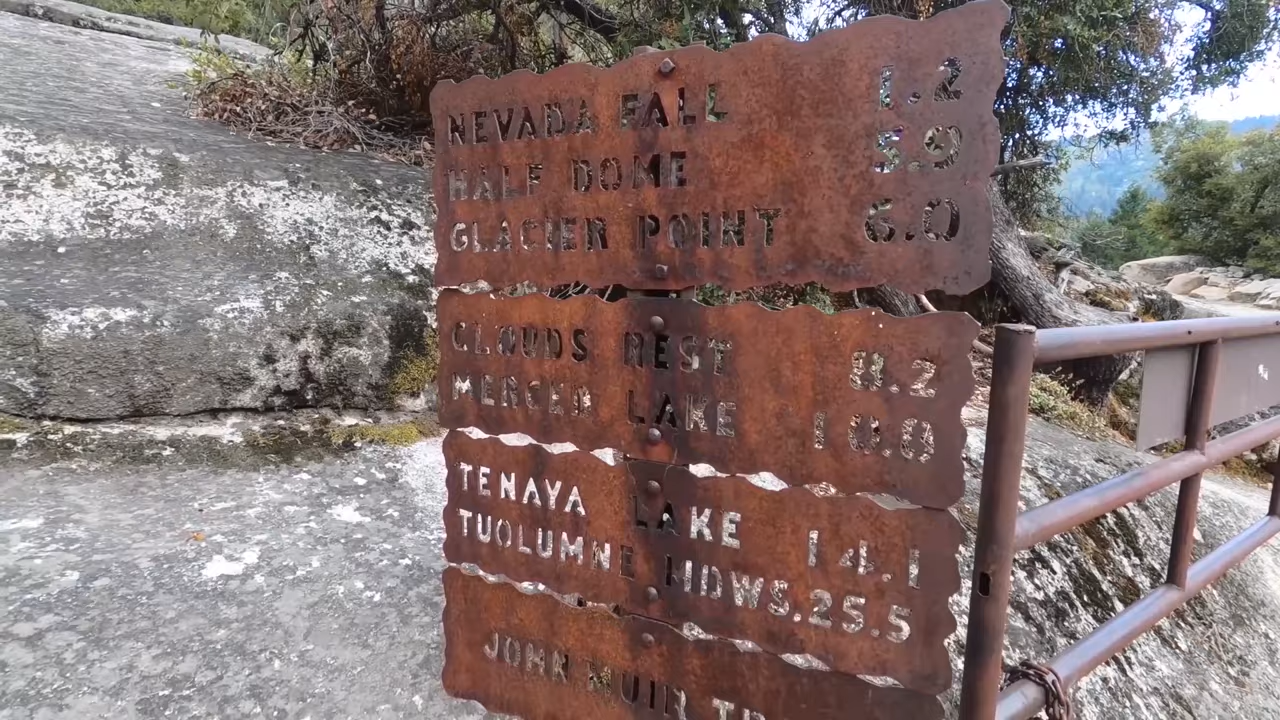 NEVADA FALL 1.2
HALF DOME 5.9
GLACIER POINT 6.0
CLOUDS REST 8.2
MERCED LAKE 10.0
TENAYA LAKE 14.1
TUOLUMNE MDWS. 25.5
JOHN MUIR TR